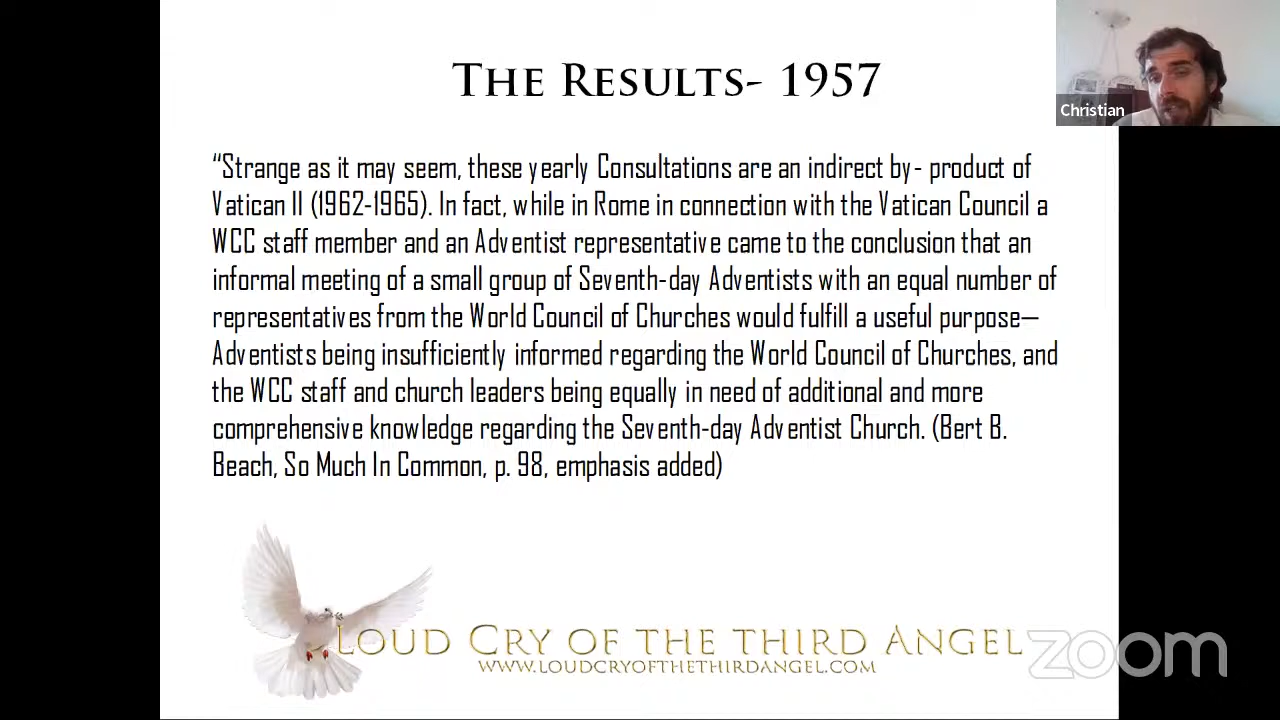 The Results- 1957
Christian
“Strange as it may seem, these yearly Consultations are an indirect by- product of
Vatican II (1962-1965). In fact, while in Rome in connection with the Vatican Council a
WCC staff member and an Adventist representative came to the conclusion that an
informal meeting of a small group of Seventh-day Adventists with an equal number of
representatives from the World Council of Churches would fulfill a useful purpose—
Adventists being insufficiently informed regarding the World Council of Churches, and
the WCC staff and church leaders being equally in need of additional and more
comprehensive knowledge regarding the Seventh-day Adventist Church. (Bert B.
Beach, So Much In Common, p. 98, emphasis added)
Loud Cry of the Third Angel
www.loudcryofthethirdangel.com
zoom